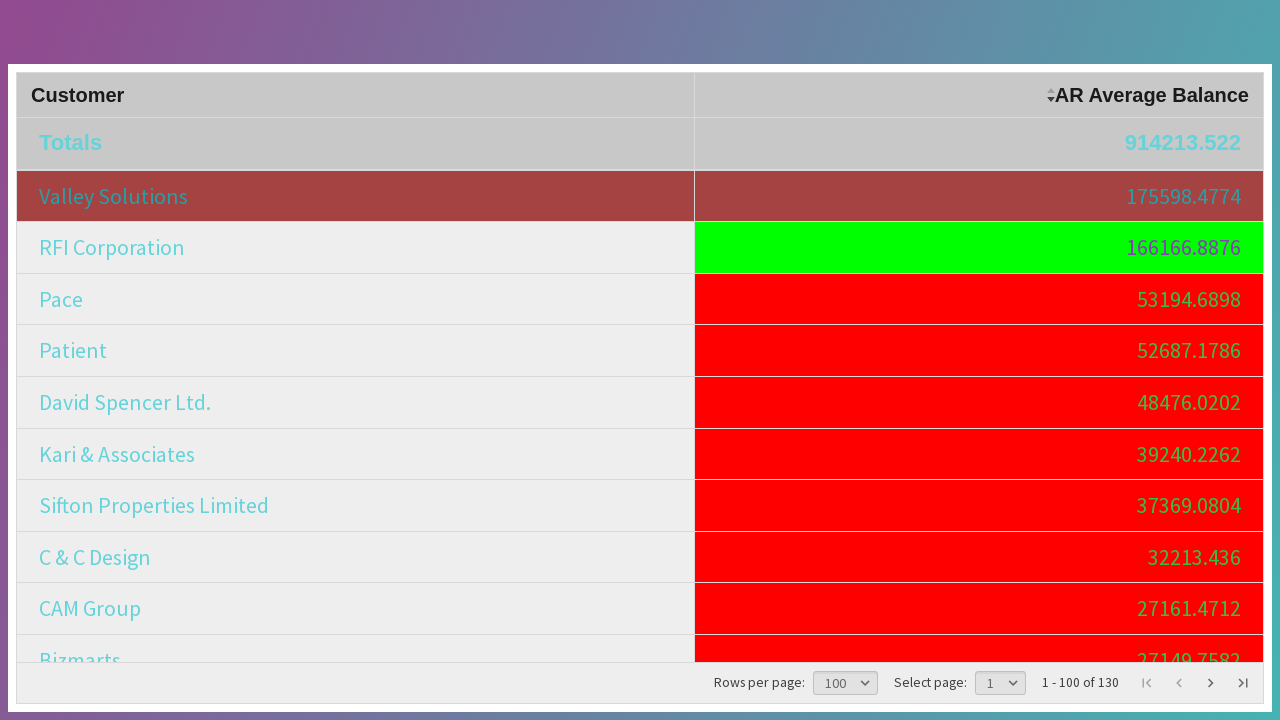 Customer AR Average Balance
Totals 914213.522
Valley Solutions 175598.4774
RFI Corporation 166166.8876
Pace 53194.6898
Patient 52687.1786
David Spencer Ltd. 48476.0202
Kari & Associates 39240.2262
Sifton Properties Limited 37369.0804
C & C Design 32213.436
CAM Group 27161.4712
Bizmarts 27149.7582
Rows per page: 100 Select page: 1 1 - 100 of 130